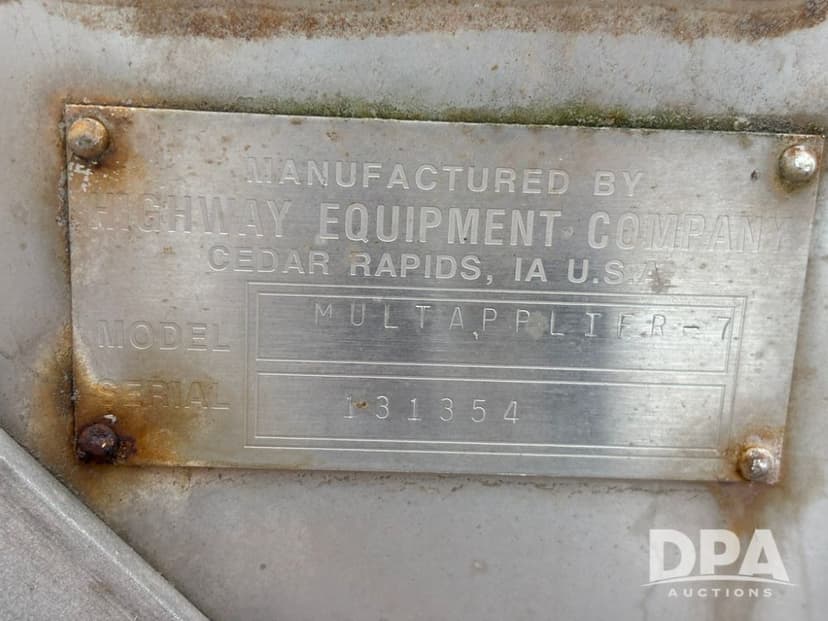 MANUFACTURED BY
HIGHWAY EQUIPMENT COMPANY
CEDAR RAPIDS, IA U.S.A.
MODEL MULTAPPLIER-7
SERIAL 131354
DPA
AUCTIONS